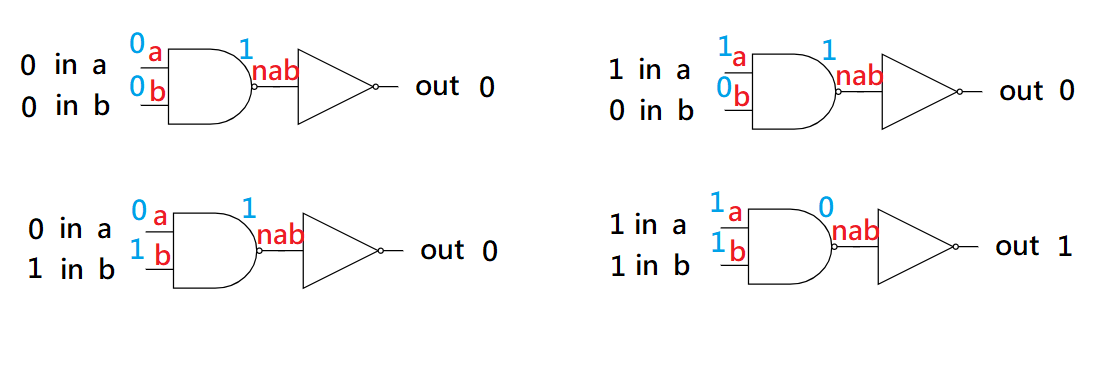 0 a 1
0 in a
nab
0 b
0 in b
out 0
1 a 1
1 in a
nab
0 b
0 in b
out 0
0 a 1
0 in a
nab
1 b
1 in b
out 0
1 a 0
1 in a
nab
1 b
1 in b
out 1